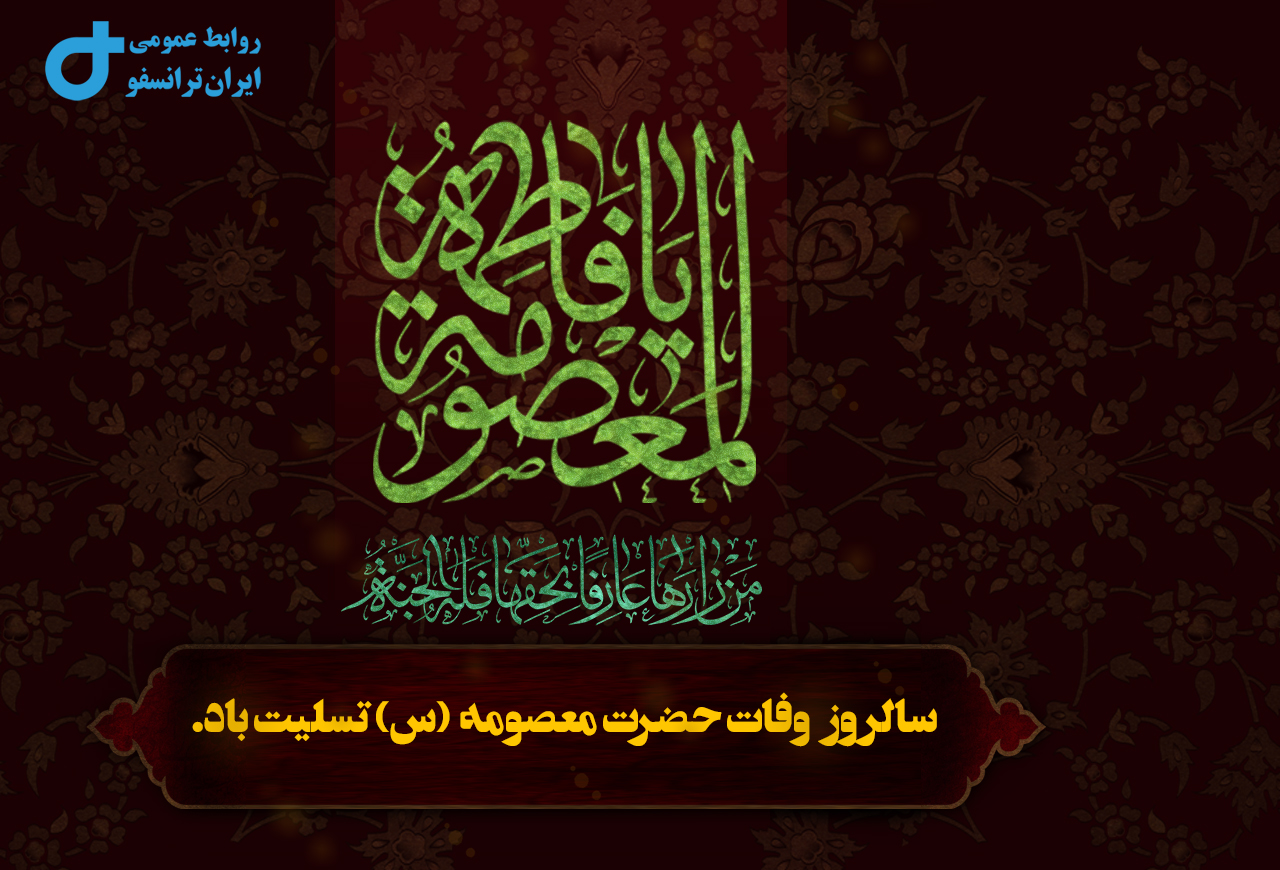 روابط عمومی
ایران ترانسفو
یا فاطمة
المعصومة
من زارها عارفا بحقها فله الجنة
سالروز وفات حضرت معصومه (س) تسلیت باد.